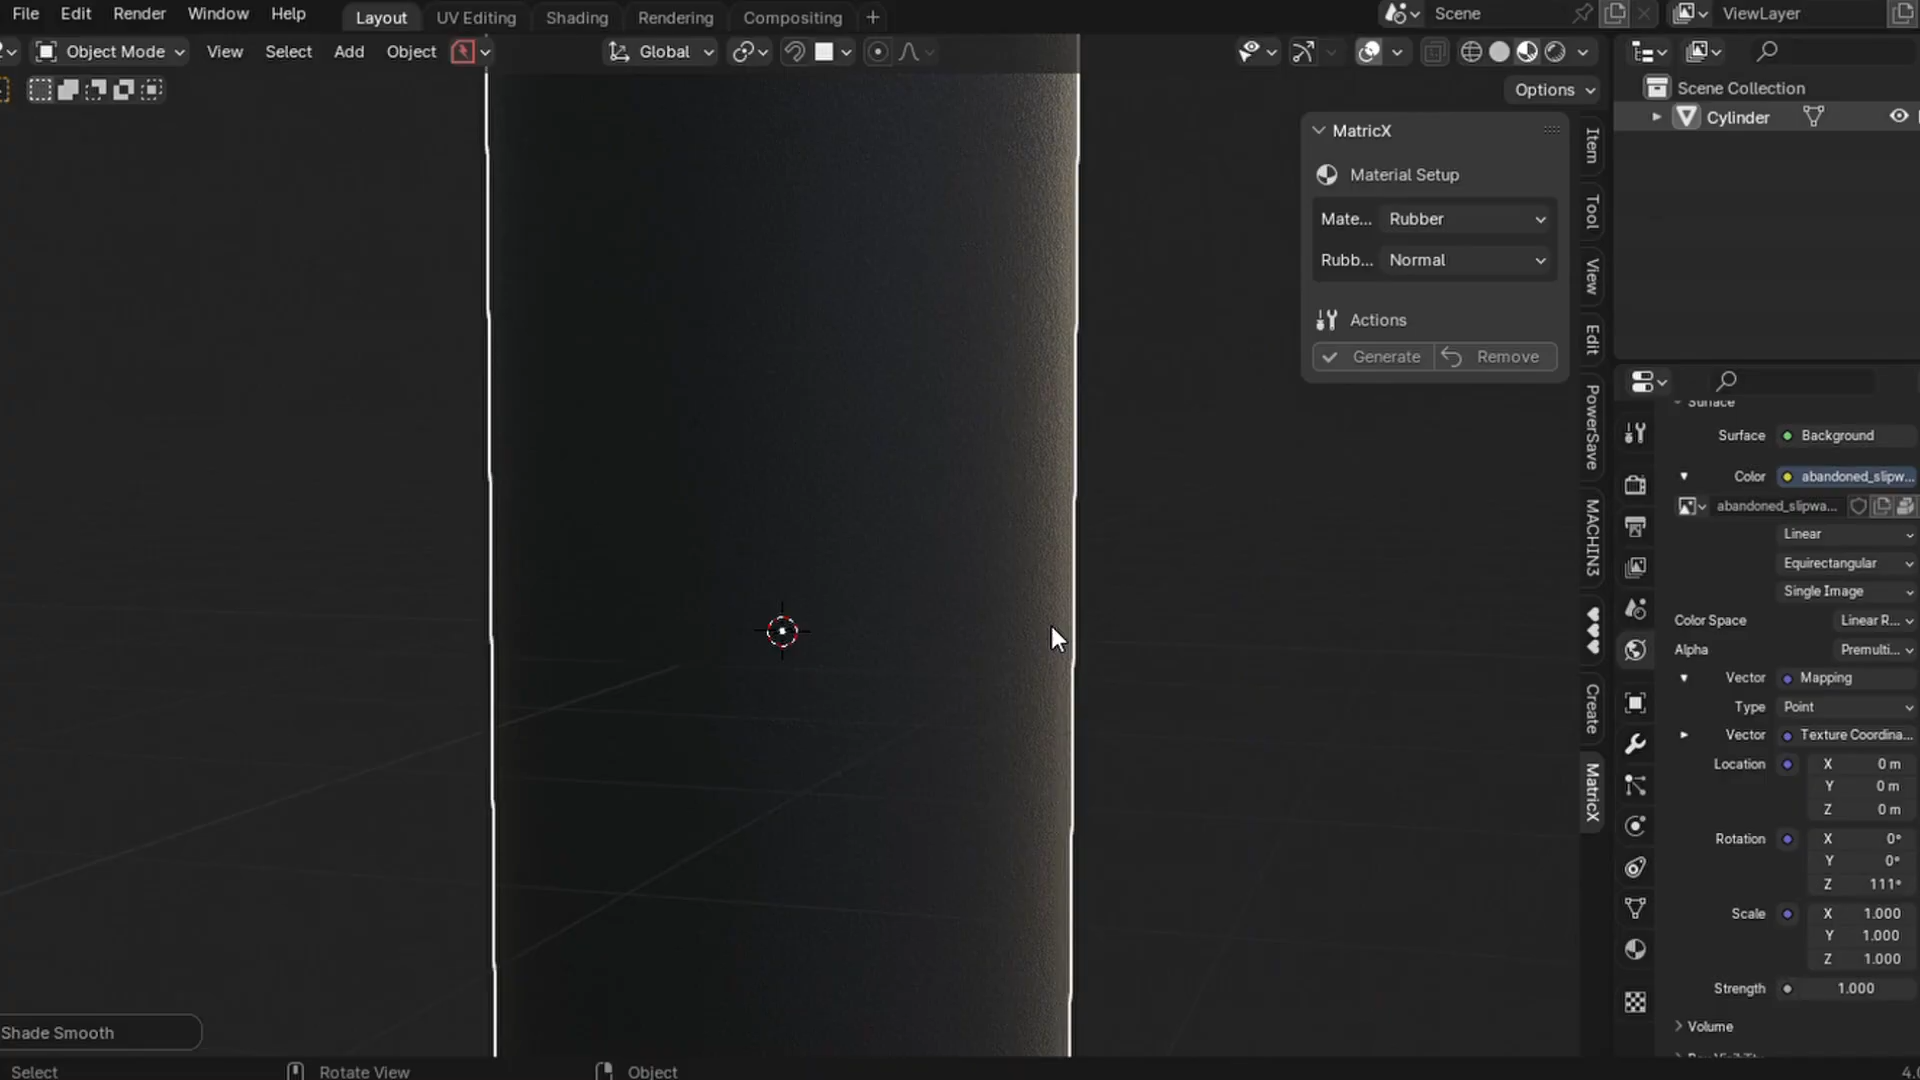 File Edit Render Window Help Layout UV Editing Shading Rendering Compositing + Scene ViewLayer
Object Mode View Select Add Object Global
Options
Scene Collection
Cylinder
MatricX
Material Setup
Mate... Rubber
Rubb... Normal
Actions
Generate Remove
Item
Tool
View
Edit
PowerSave
MACHIN3
♥♥♥
Create
MatricX
Surface
Surface Background
Color abandoned_slipw...
abandoned_slipwa...
Linear
Equirectangular
Single Image
Color Space Linear R...
Alpha Premulti...
Vector Mapping
Type Point
Vector Texture Coordina...
Location X 0 m
Y 0 m
Z 0 m
Rotation X 0°
Y 0°
Z 111°
Scale X 1.000
Y 1.000
Z 1.000
Strength 1.000
Volume
Shade Smooth
Select Rotate View Object 4.0